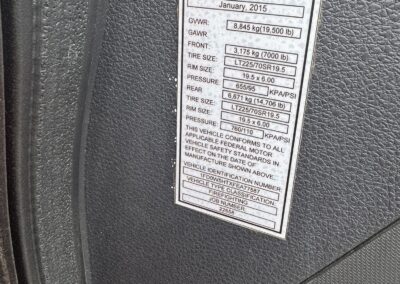 January, 2015
GVWR: 8,845 kg(19,500 lb)
GAWR
FRONT: 3,175 kg (7000 lb)
TIRE SIZE: LT225/70SR19.5
RIM SIZE: 19.5 x 6.00
PRESSURE: 655/95 KPA/PSI
REAR 6,671 kg (14,706 lb)
TIRE SIZE: LT225/70SR19.5
RIM SIZE: 19.5 x 6.00
PRESSURE: 760/110 KPA/PSI
THIS VEHICLE CONFORMS TO ALL
APPLICABLE FEDERAL MOTOR
VEHICLE SAFETY STANDARDS IN
EFFECT ON THE DATE OF
MANUFACTURE SHOWN ABOVE.
VEHICLE IDENTIFICATION NUMBER
VEHICLE TYPE CLASSIFICATION
FIREFIGHTING
JOB NUMBER